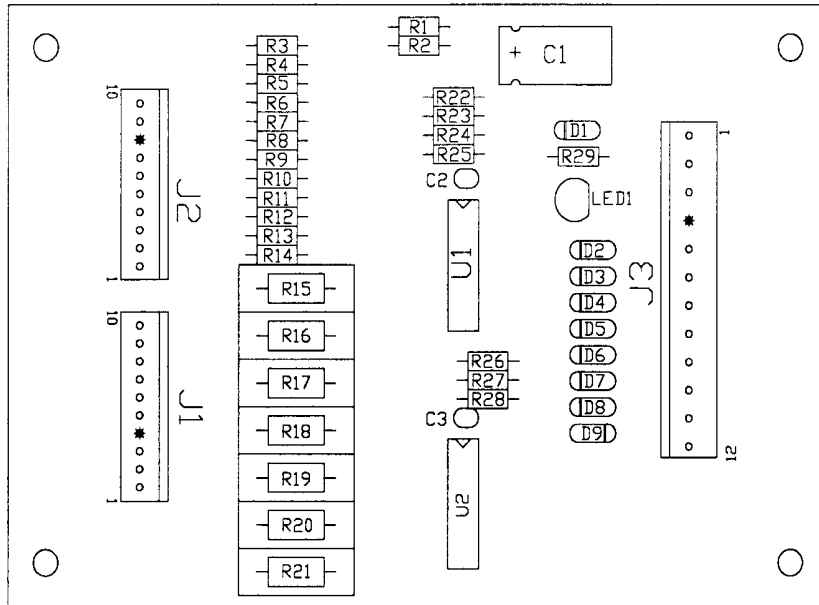 R1
R2
R3
R4
R5
R6
R7
R8
R9
R10
R11
R12
R13
R14
R15
R16
R17
R18
R19
R20
R21
10
J2
1
10
J1
1
+ C1
R22
R23
R24
R25
C2
U1
R26
R27
R28
C3
U2
D1
R29
LED1
D2
D3
D4
D5
D6
D7
D8
D9
1
J3
12